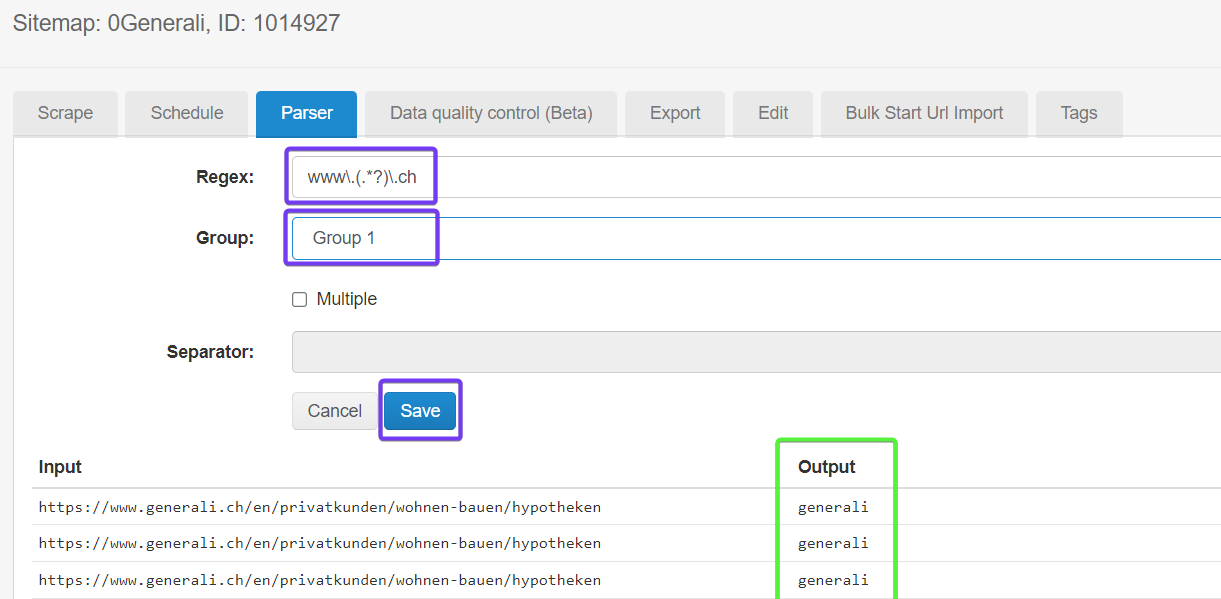 Sitemap: 0Generali, ID: 1014927
Scrape Schedule Parser Data quality control (Beta) Export Edit Bulk Start Url Import Tags
Regex: www\.(.*?)\.ch
Group: Group 1
Multiple
Separator:
Cancel Save
Input Output
https://www.generali.ch/en/privatkunden/wohnen-bauen/hypotheken generali
https://www.generali.ch/en/privatkunden/wohnen-bauen/hypotheken generali
https://www.generali.ch/en/privatkunden/wohnen-bauen/hypotheken generali